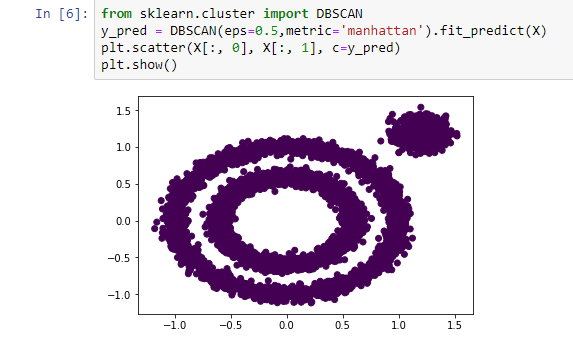 In [6]: from sklearn.cluster import DBSCAN
y_pred = DBSCAN(eps=0.5,metric='manhattan').fit_predict(X)
plt.scatter(X[:, 0], X[:, 1], c=y_pred)
plt.show()
1.5
1.0
0.5
0.0
−0.5
−1.0
−1.0 −0.5 0.0 0.5 1.0 1.5